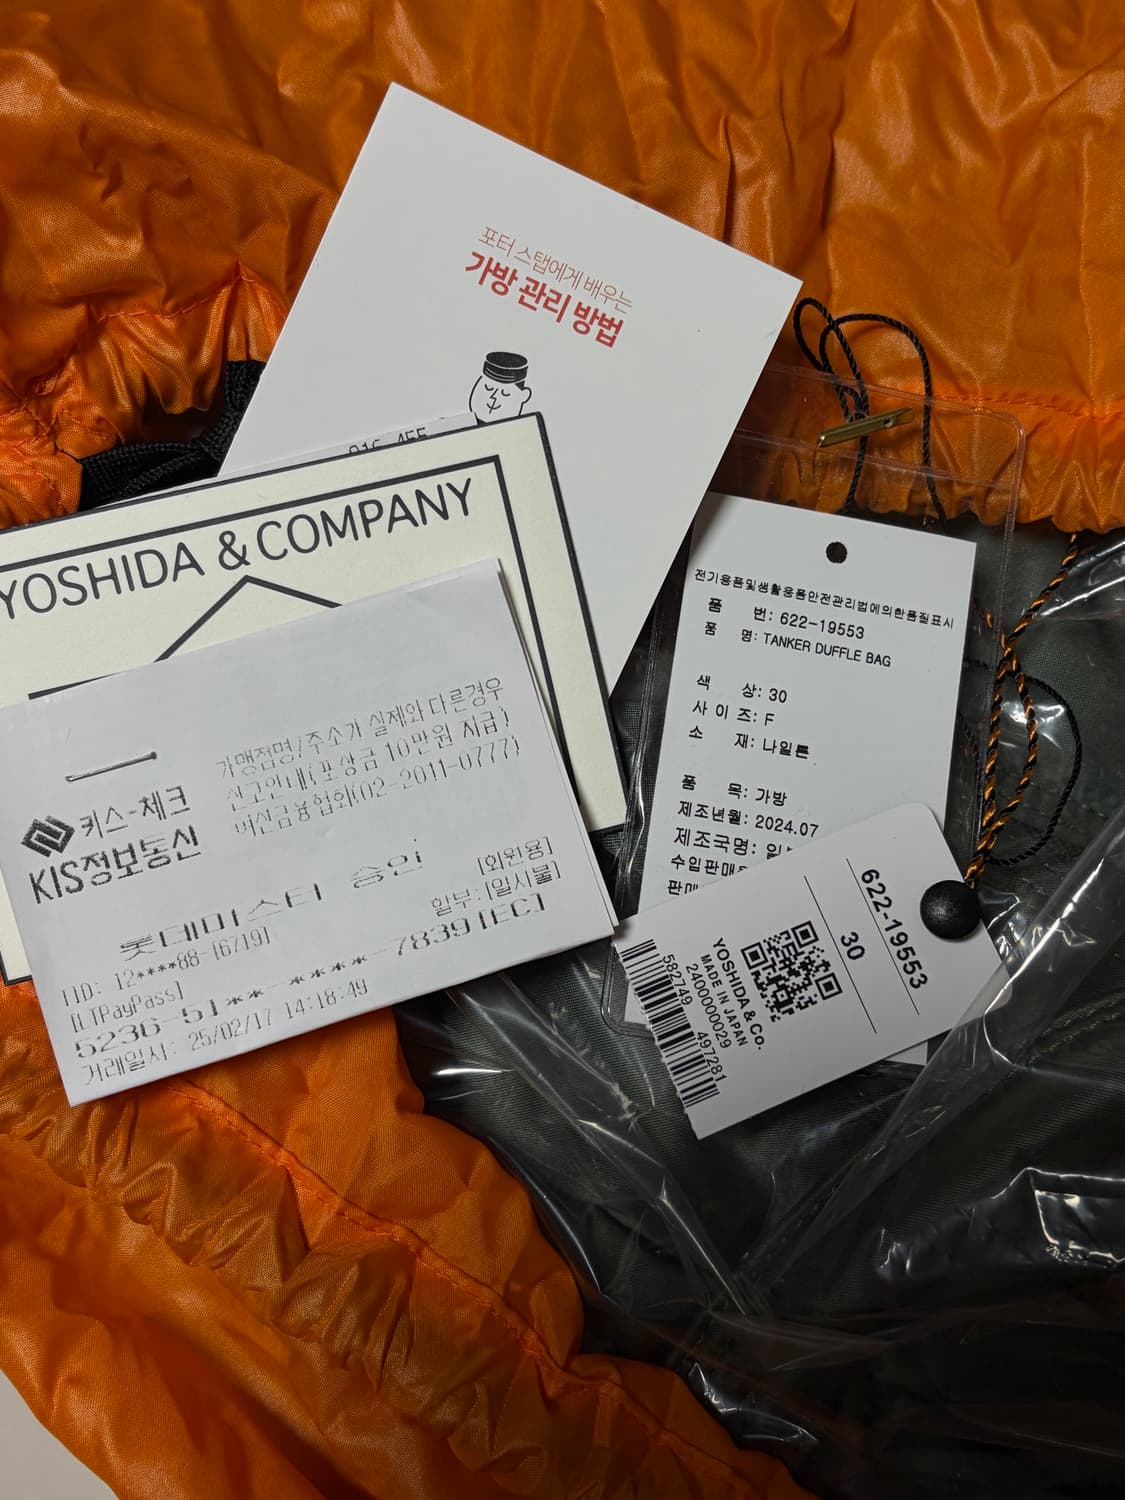 포터 스탭에게 배우는
가방 관리 방법
YOSHIDA & COMPANY
가맹점명/주소가 실제와 다른경우
신고안내(포상금 10만원 지급)
여신금융협회(02-2011-0777)
키스-체크
KIS정보통신
롯데마스터 승인
[회원용]
TID: 12****88-[6719]
할부:[일시불]
[LTPayPass]
5236-51**-****-7839[EC]
거래일시: 25/02/17 14:18:49
전기용품및생활용품안전관리법에의한품질표시
품 번: 622-19553
품 명: TANKER DUFFLE BAG
색 상: 30
사 이 즈: F
소 재: 나일론
품 목: 가방
제조년월: 2024.07
제조국명:
수입판매
판매
622-19553
30
YOSHIDA & Co.
MADE IN JAPAN
2400000029
582749 497281